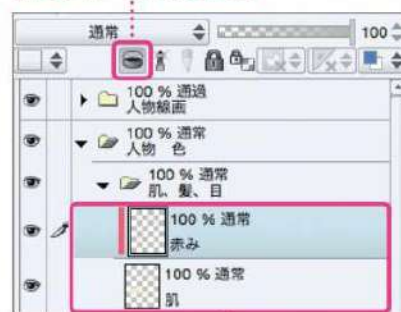 通常 100
100 % 通過
人物線画
100 % 通常
人物 色
100 % 通常
肌、髪、目
100 % 通常
赤み
100 % 通常
肌